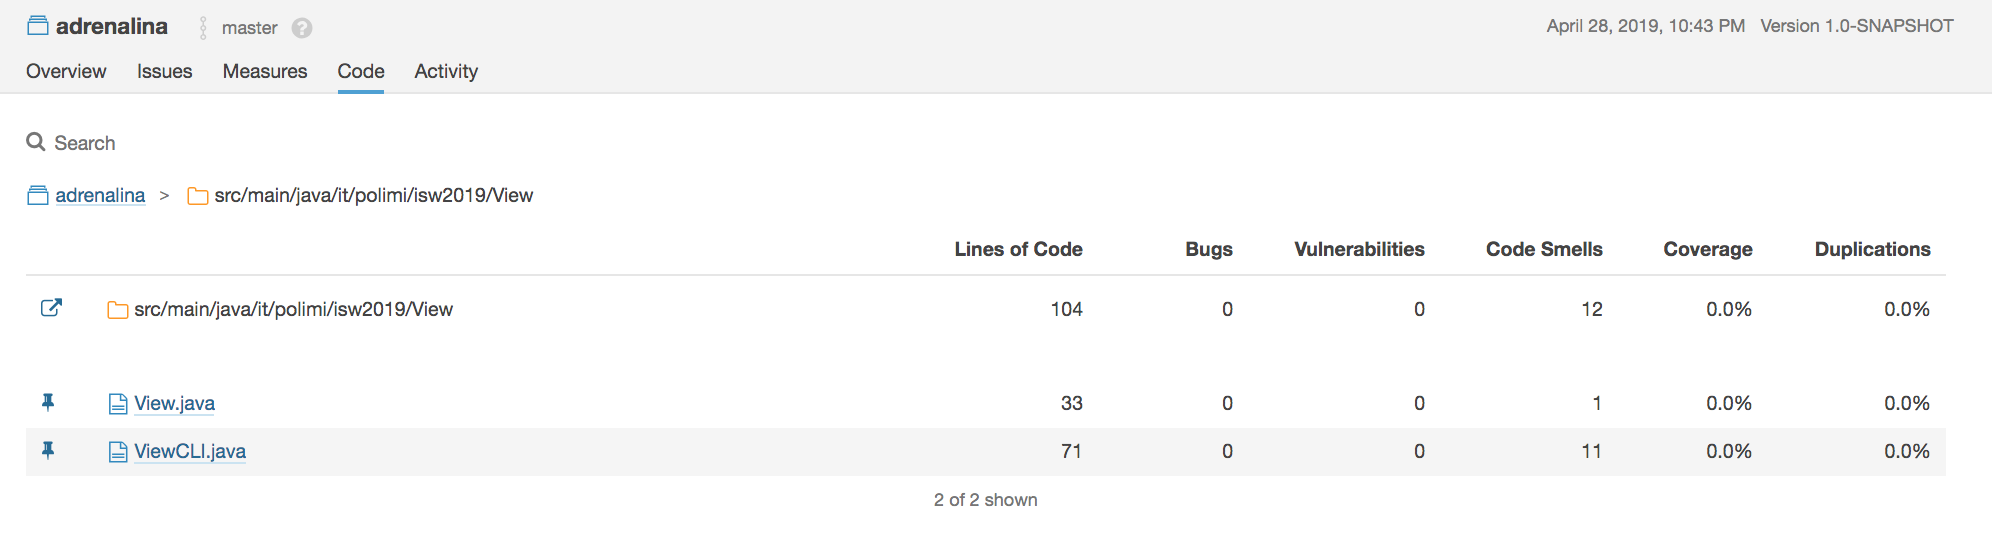 adrenalina master ? April 28, 2019, 10:43 PM Version 1.0-SNAPSHOT
Overview Issues Measures Code Activity
Search
adrenalina > src/main/java/it/polimi/isw2019/View
Lines of Code Bugs Vulnerabilities Code Smells Coverage Duplications
src/main/java/it/polimi/isw2019/View 104 0 0 12 0.0% 0.0%
View.java 33 0 0 1 0.0% 0.0%
ViewCLI.java 71 0 0 11 0.0% 0.0%
2 of 2 shown